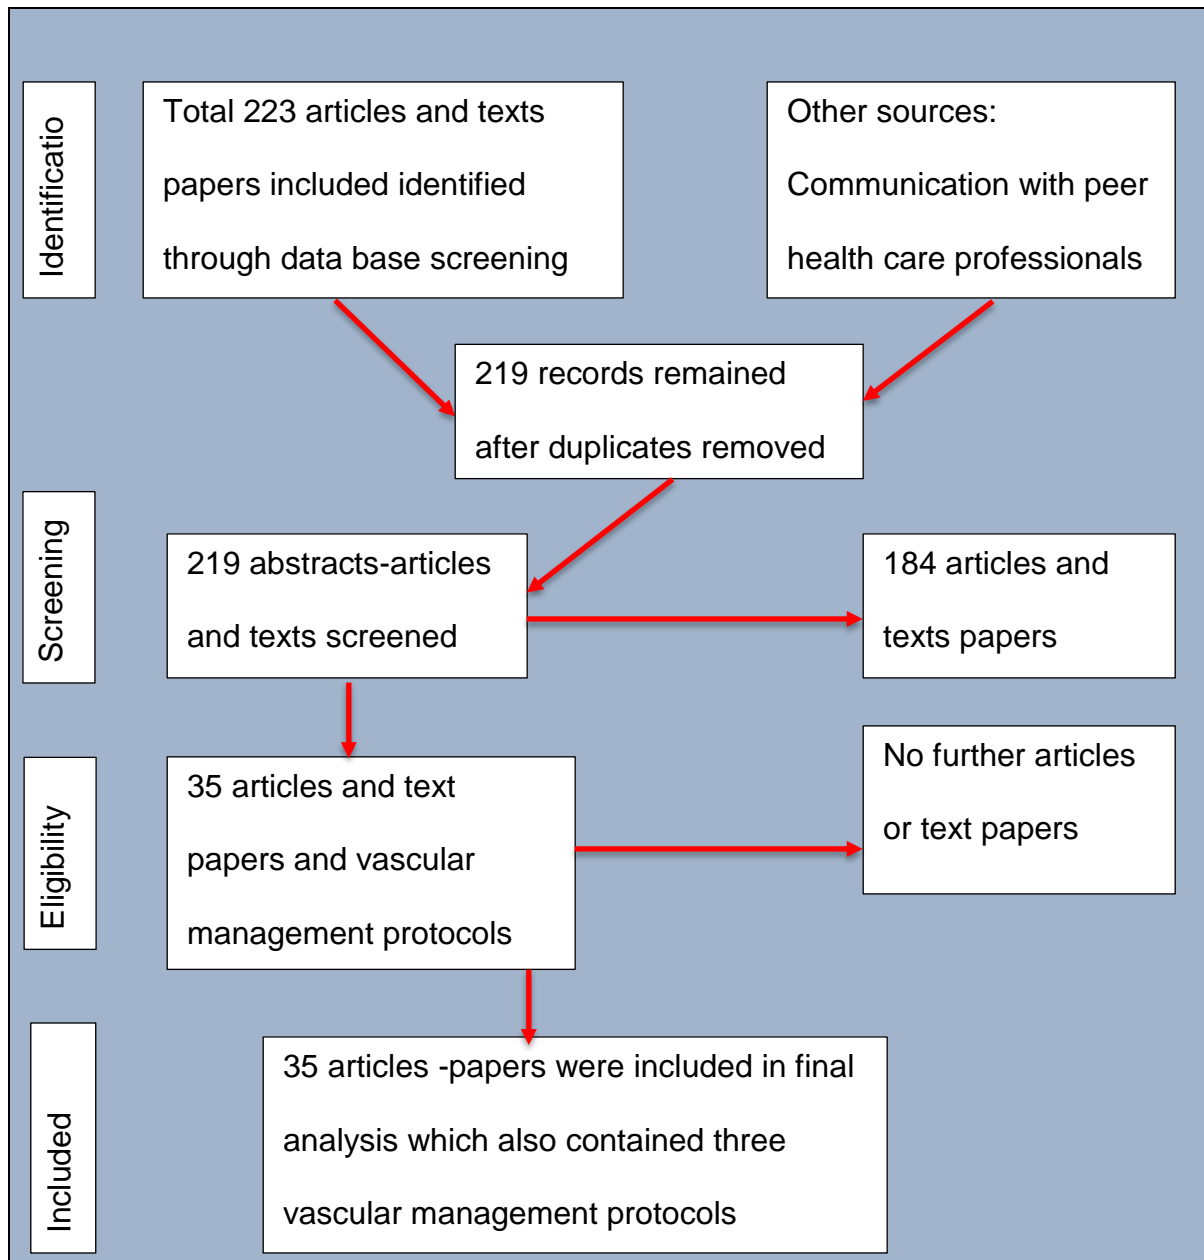 Identificatio
Total 223 articles and texts
papers included identified
through data base screening
Other sources:
Communication with peer
health care professionals
219 records remained
after duplicates removed
Screening
219 abstracts-articles
and texts screened
184 articles and
texts papers
Eligibility
35 articles and text
papers and vascular
management protocols
No further articles
or text papers
Included
35 articles -papers were included in final
analysis which also contained three
vascular management protocols